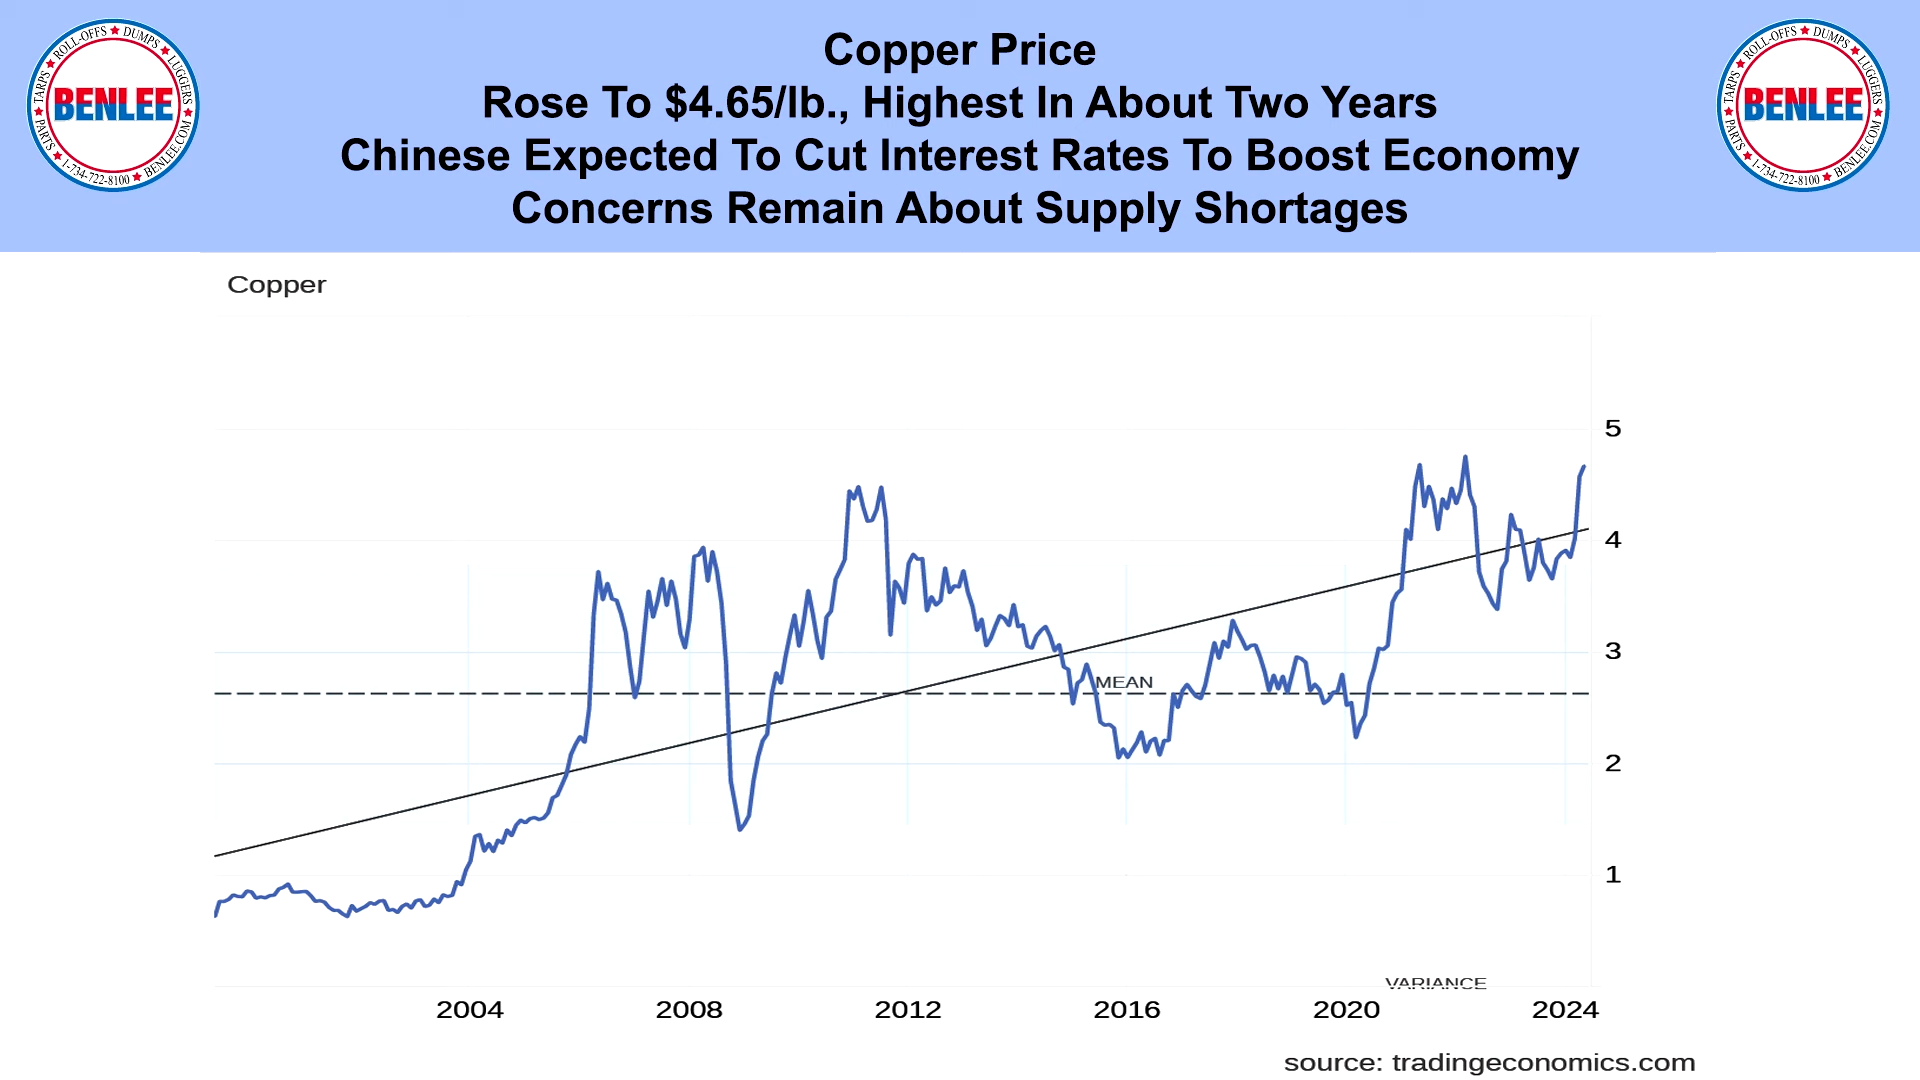 Copper Price
Rose To $4.65/lb., Highest In About Two Years
Chinese Expected To Cut Interest Rates To Boost Economy
Concerns Remain About Supply Shortages
TARPS ★ ROLL-OFFS ★ DUMPS ★ LUGGERS ★
BENLEE
PARTS ★ 1-734-722-8100 ★ BENLEE.COM
TARPS ★ ROLL-OFFS ★ DUMPS ★ LUGGERS ★
BENLEE
PARTS ★ 1-734-722-8100 ★ BENLEE.COM
Copper
5
4
3
MEAN
2
1
VARIANCE
2004 2008 2012 2016 2020 2024
source: tradingeconomics.com